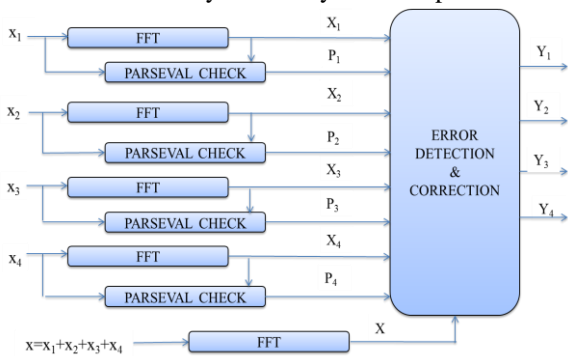 x₁ FFT X₁
PARSEVAL CHECK P₁
x₂ FFT X₂
PARSEVAL CHECK P₂
x₃ FFT X₃
PARSEVAL CHECK P₃
x₄ FFT X₄
PARSEVAL CHECK P₄
x=x₁+x₂+x₃+x₄ FFT X
ERROR
DETECTION
&
CORRECTION
Y₁
Y₂
Y₃
Y₄